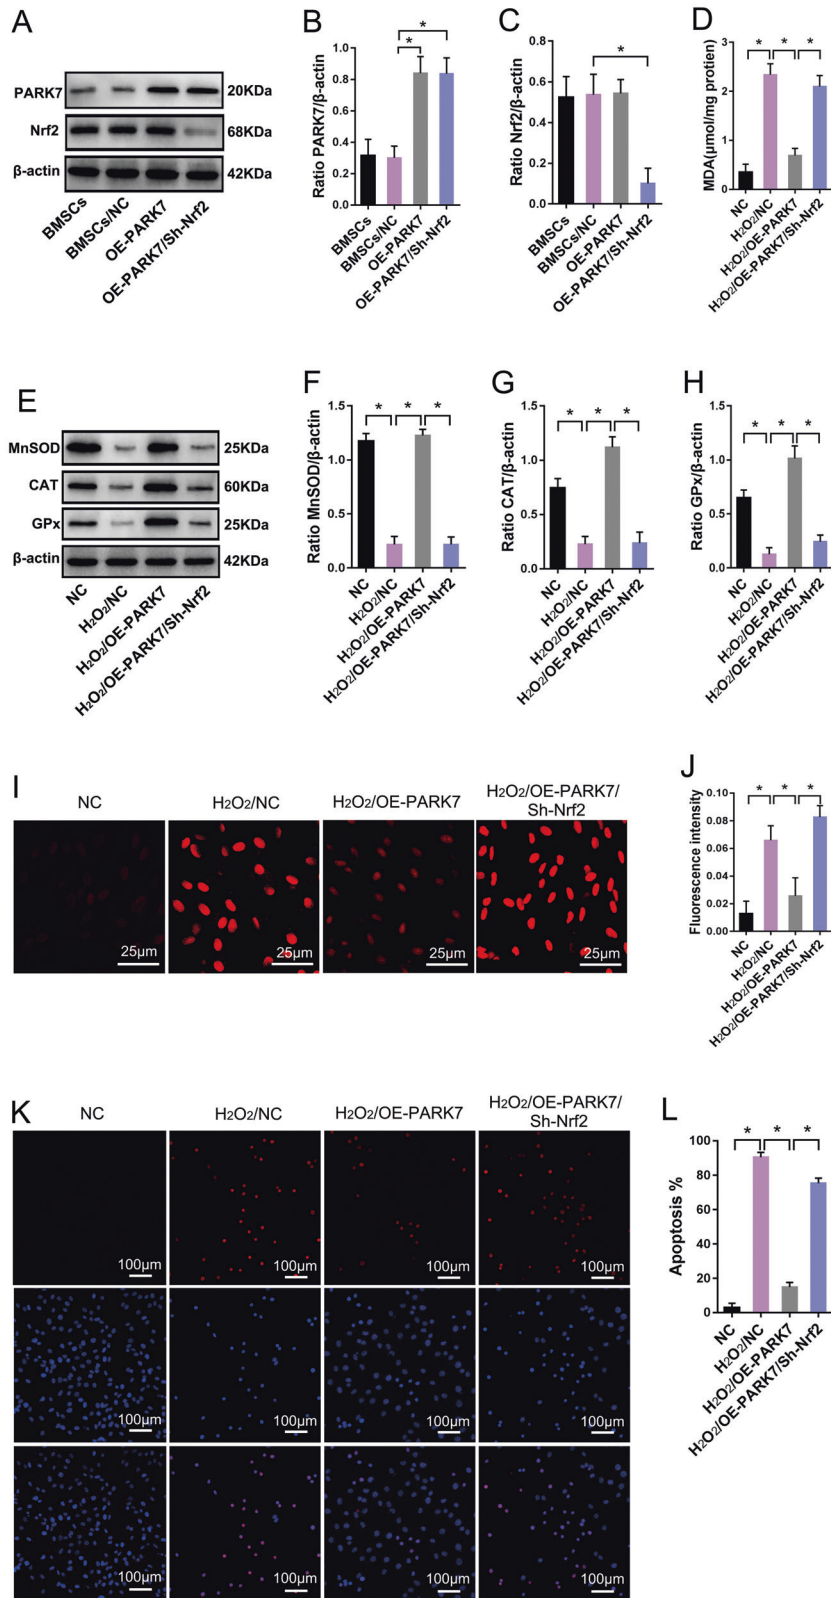 A
PARK7
20KDa
Nrf2
68KDa
β-actin
42KDa
BMSCs
BMSCs/NC
OE-PARK7
OE-PARK7/Sh-Nrf2
B
Ratio PARK7/β-actin
1.0
0.8
0.6
0.4
0.2
0.0
*
*
BMSCs
BMSCs/NC
OE-PARK7
OE-PARK7/Sh-Nrf2
C
Ratio Nrf2/β-actin
0.8
0.6
0.4
0.2
0.0
*
BMSCs
BMSCs/NC
OE-PARK7
OE-PARK7/Sh-Nrf2
D
MDA(μmol/mg protien)
3
2
1
0
* * *
NC
H2O2/NC
H2O2/OE-PARK7
H2O2/OE-PARK7/Sh-Nrf2
E
MnSOD
25KDa
CAT
60KDa
GPx
25KDa
β-actin
42KDa
NC
H2O2/NC
H2O2/OE-PARK7
H2O2/OE-PARK7/Sh-Nrf2
F
Ratio MnSOD/β-actin
1.5
1.0
0.5
0.0
* * *
NC
H2O2/NC
H2O2/OE-PARK7
H2O2/OE-PARK7/Sh-Nrf2
G
Ratio CAT/β-actin
1.5
1.0
0.5
0.0
* * *
NC
H2O2/NC
H2O2/OE-PARK7
H2O2/OE-PARK7/Sh-Nrf2
H
Ratio GPx/β-actin
1.5
1.0
0.5
0.0
* * *
NC
H2O2/NC
H2O2/OE-PARK7
H2O2/OE-PARK7/Sh-Nrf2
I
NC
H2O2/NC
H2O2/OE-PARK7
H2O2/OE-PARK7/
Sh-Nrf2
25μm
25μm
25μm
25μm
J
Fluorescence intensity
0.10
0.08
0.06
0.04
0.02
0.00
* * *
NC
H2O2/NC
H2O2/OE-PARK7
H2O2/OE-PARK7/Sh-Nrf2
K
NC
H2O2/NC
H2O2/OE-PARK7
H2O2/OE-PARK7/
Sh-Nrf2
100μm
100μm
100μm
100μm
100μm
100μm
100μm
100μm
100μm
100μm
100μm
100μm
L
Apoptosis %
100
80
60
40
20
0
* * *
NC
H2O2/NC
H2O2/OE-PARK7
H2O2/OE-PARK7/Sh-Nrf2